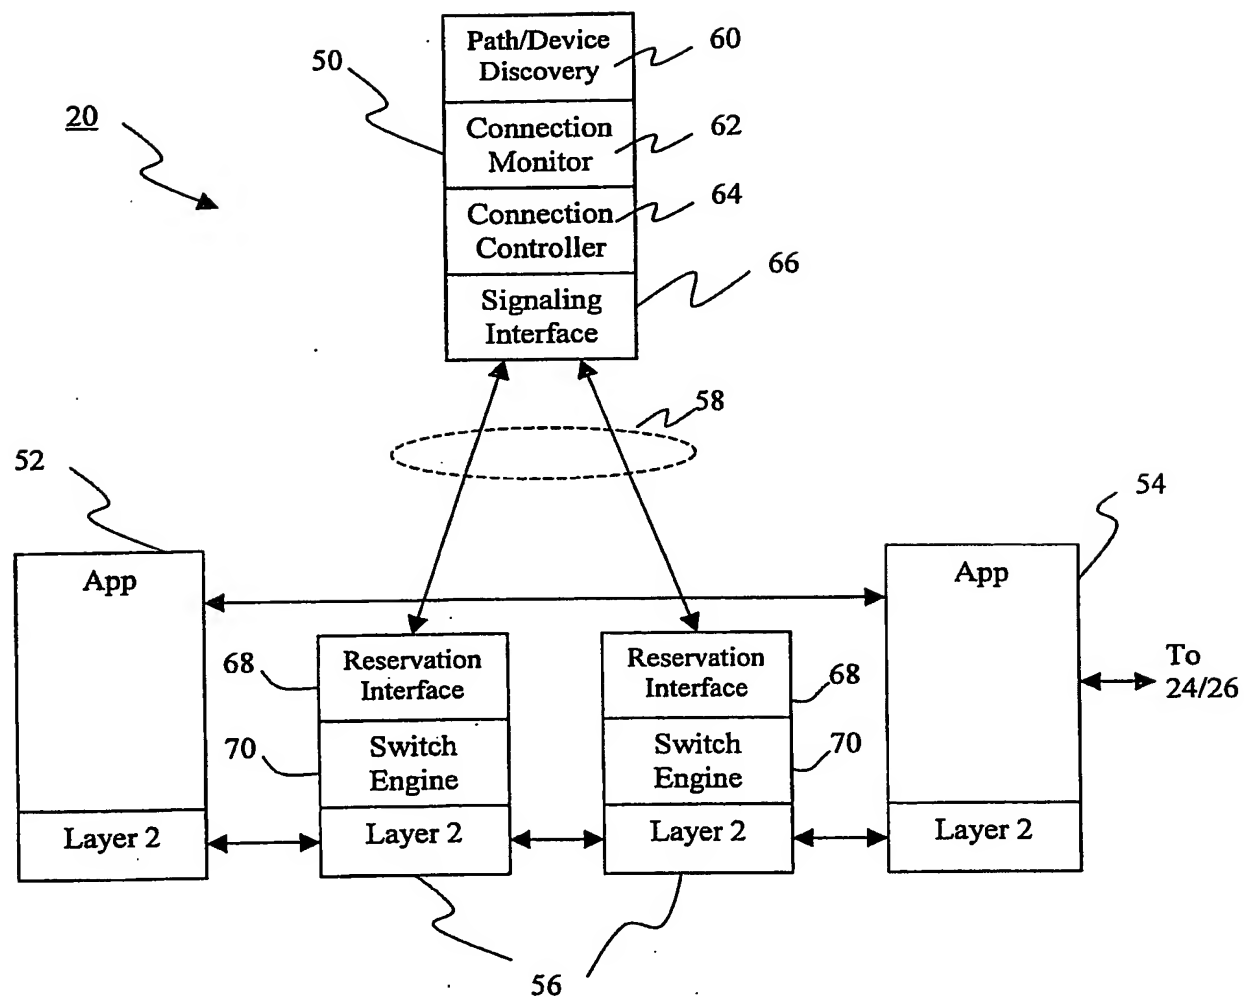 Path/Device
Discovery
60
50
20
Connection
Monitor
62
Connection
Controller
64
66
Signaling
Interface
58
52
54
App
App
Reservation
Interface
68
Reservation
Interface
68
To
24/26
70
Switch
Engine
Switch
Engine
70
Layer 2
Layer 2
Layer 2
Layer 2
56